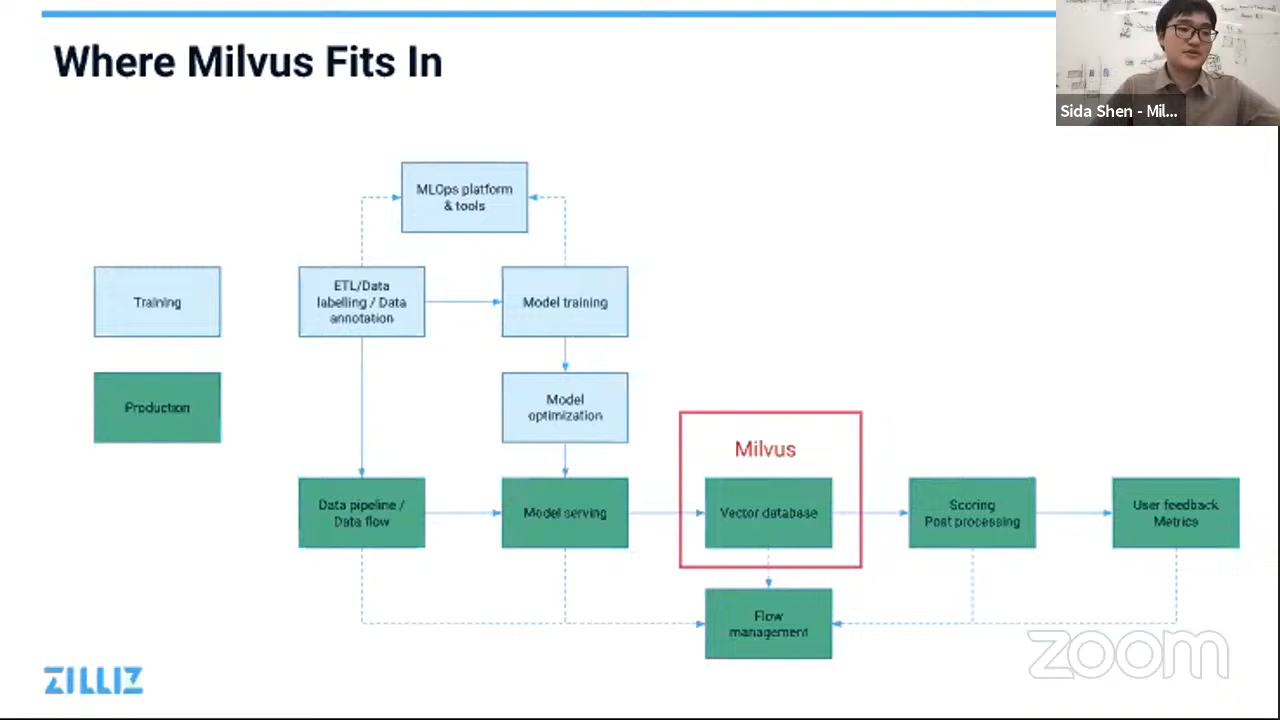 Where Milvus Fits In
Sida Shen - Mil...
MLOps platform
& tools
Training
ETL/Data
labelling / Data
annotation
Model training
Production
Model
optimization
Milvus
Data pipeline /
Data flow
Model serving
Vector database
Scoring
Post processing
User feedback
Metrics
Flow
management
ZILLIZ
zoom